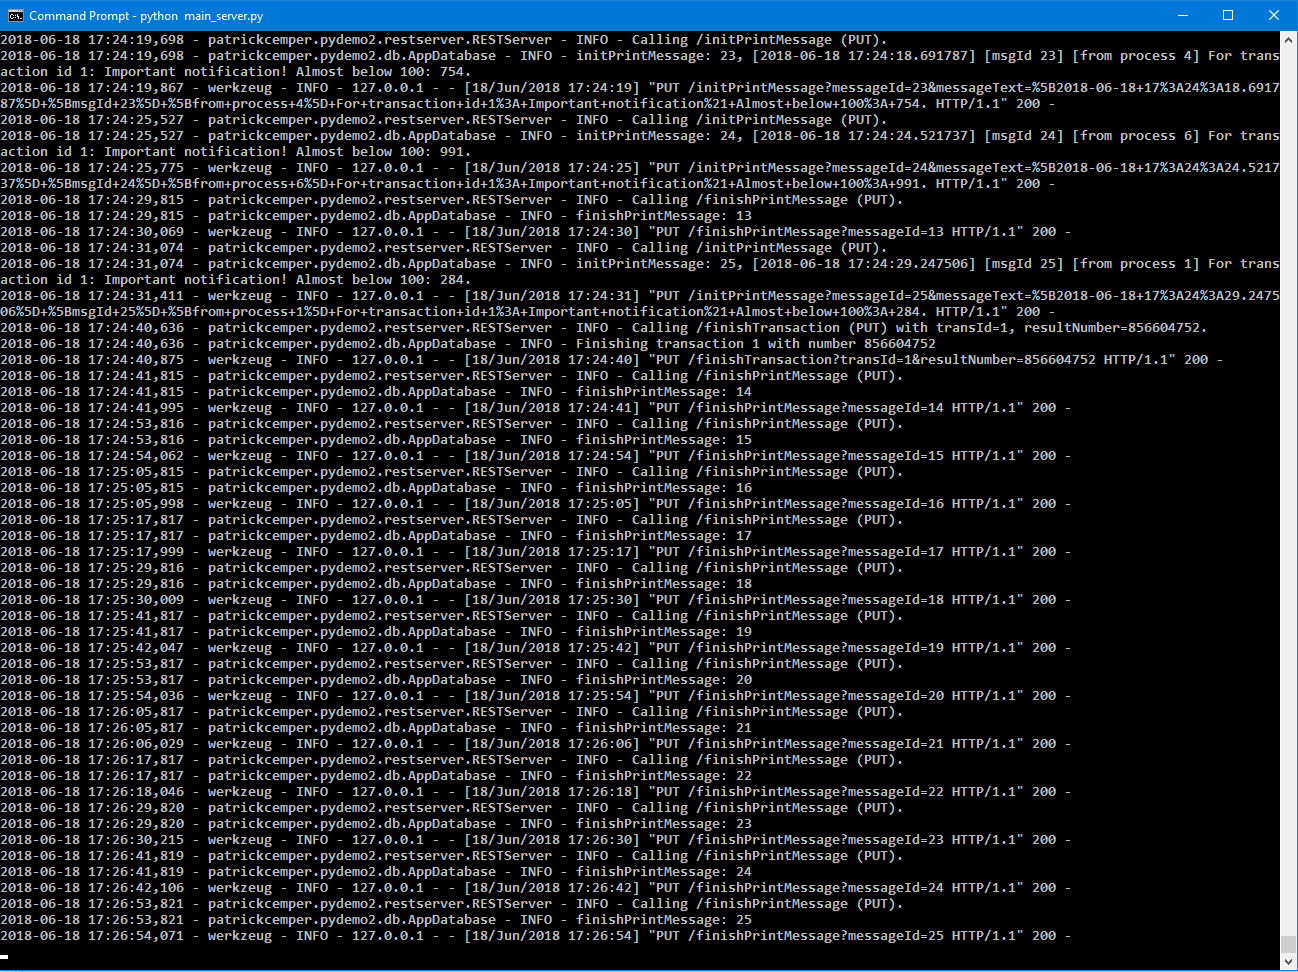 Command Prompt - python  main_server.py
2018-06-18 17:24:19,698 - patrickcemper.pydemo2.restserver.RESTServer - INFO - Calling /initPrintMessage (PUT).
2018-06-18 17:24:19,698 - patrickcemper.pydemo2.db.AppDatabase - INFO - initPrintMessage: 23, [2018-06-18 17:24:18.691787] [msgId 23] [from process 4] For trans
action id 1: Important notification! Almost below 100: 754.
2018-06-18 17:24:19,867 - werkzeug - INFO - 127.0.0.1 - - [18/Jun/2018 17:24:19] "PUT /initPrintMessage?messageId=23&messageText=%5B2018-06-18+17%3A24%3A18.6917
87%5D+%5BmsgId+23%5D+%5Bfrom+process+4%5D+For+transaction+id+1%3A+Important+notification%21+Almost+below+100%3A+754. HTTP/1.1" 200 -
2018-06-18 17:24:25,527 - patrickcemper.pydemo2.restserver.RESTServer - INFO - Calling /initPrintMessage (PUT).
2018-06-18 17:24:25,527 - patrickcemper.pydemo2.db.AppDatabase - INFO - initPrintMessage: 24, [2018-06-18 17:24:24.521737] [msgId 24] [from process 6] For trans
action id 1: Important notification! Almost below 100: 991.
2018-06-18 17:24:25,775 - werkzeug - INFO - 127.0.0.1 - - [18/Jun/2018 17:24:25] "PUT /initPrintMessage?messageId=24&messageText=%5B2018-06-18+17%3A24%3A24.5217
37%5D+%5BmsgId+24%5D+%5Bfrom+process+6%5D+For+transaction+id+1%3A+Important+notification%21+Almost+below+100%3A+991. HTTP/1.1" 200 -
2018-06-18 17:24:29,815 - patrickcemper.pydemo2.restserver.RESTServer - INFO - Calling /finishPrintMessage (PUT).
2018-06-18 17:24:29,815 - patrickcemper.pydemo2.db.AppDatabase - INFO - finishPrintMessage: 13
2018-06-18 17:24:30,069 - werkzeug - INFO - 127.0.0.1 - - [18/Jun/2018 17:24:30] "PUT /finishPrintMessage?messageId=13 HTTP/1.1" 200 -
2018-06-18 17:24:31,074 - patrickcemper.pydemo2.restserver.RESTServer - INFO - Calling /initPrintMessage (PUT).
2018-06-18 17:24:31,074 - patrickcemper.pydemo2.db.AppDatabase - INFO - initPrintMessage: 25, [2018-06-18 17:24:29.247506] [msgId 25] [from process 1] For trans
action id 1: Important notification! Almost below 100: 284.
2018-06-18 17:24:31,411 - werkzeug - INFO - 127.0.0.1 - - [18/Jun/2018 17:24:31] "PUT /initPrintMessage?messageId=25&messageText=%5B2018-06-18+17%3A24%3A29.2475
06%5D+%5BmsgId+25%5D+%5Bfrom+process+1%5D+For+transaction+id+1%3A+Important+notification%21+Almost+below+100%3A+284. HTTP/1.1" 200 -
2018-06-18 17:24:40,636 - patrickcemper.pydemo2.restserver.RESTServer - INFO - Calling /finishTransaction (PUT) with transId=1, resultNumber=856604752.
2018-06-18 17:24:40,636 - patrickcemper.pydemo2.db.AppDatabase - INFO - Finishing transaction 1 with number 856604752
2018-06-18 17:24:40,875 - werkzeug - INFO - 127.0.0.1 - - [18/Jun/2018 17:24:40] "PUT /finishTransaction?transId=1&resultNumber=856604752 HTTP/1.1" 200 -
2018-06-18 17:24:41,815 - patrickcemper.pydemo2.restserver.RESTServer - INFO - Calling /finishPrintMessage (PUT).
2018-06-18 17:24:41,815 - patrickcemper.pydemo2.db.AppDatabase - INFO - finishPrintMessage: 14
2018-06-18 17:24:41,995 - werkzeug - INFO - 127.0.0.1 - - [18/Jun/2018 17:24:41] "PUT /finishPrintMessage?messageId=14 HTTP/1.1" 200 -
2018-06-18 17:24:53,816 - patrickcemper.pydemo2.restserver.RESTServer - INFO - Calling /finishPrintMessage (PUT).
2018-06-18 17:24:53,816 - patrickcemper.pydemo2.db.AppDatabase - INFO - finishPrintMessage: 15
2018-06-18 17:24:54,062 - werkzeug - INFO - 127.0.0.1 - - [18/Jun/2018 17:24:54] "PUT /finishPrintMessage?messageId=15 HTTP/1.1" 200 -
2018-06-18 17:25:05,815 - patrickcemper.pydemo2.restserver.RESTServer - INFO - Calling /finishPrintMessage (PUT).
2018-06-18 17:25:05,815 - patrickcemper.pydemo2.db.AppDatabase - INFO - finishPrintMessage: 16
2018-06-18 17:25:05,998 - werkzeug - INFO - 127.0.0.1 - - [18/Jun/2018 17:25:05] "PUT /finishPrintMessage?messageId=16 HTTP/1.1" 200 -
2018-06-18 17:25:17,817 - patrickcemper.pydemo2.restserver.RESTServer - INFO - Calling /finishPrintMessage (PUT).
2018-06-18 17:25:17,817 - patrickcemper.pydemo2.db.AppDatabase - INFO - finishPrintMessage: 17
2018-06-18 17:25:17,999 - werkzeug - INFO - 127.0.0.1 - - [18/Jun/2018 17:25:17] "PUT /finishPrintMessage?messageId=17 HTTP/1.1" 200 -
2018-06-18 17:25:29,816 - patrickcemper.pydemo2.restserver.RESTServer - INFO - Calling /finishPrintMessage (PUT).
2018-06-18 17:25:29,816 - patrickcemper.pydemo2.db.AppDatabase - INFO - finishPrintMessage: 18
2018-06-18 17:25:30,009 - werkzeug - INFO - 127.0.0.1 - - [18/Jun/2018 17:25:30] "PUT /finishPrintMessage?messageId=18 HTTP/1.1" 200 -
2018-06-18 17:25:41,817 - patrickcemper.pydemo2.restserver.RESTServer - INFO - Calling /finishPrintMessage (PUT).
2018-06-18 17:25:41,817 - patrickcemper.pydemo2.db.AppDatabase - INFO - finishPrintMessage: 19
2018-06-18 17:25:42,047 - werkzeug - INFO - 127.0.0.1 - - [18/Jun/2018 17:25:42] "PUT /finishPrintMessage?messageId=19 HTTP/1.1" 200 -
2018-06-18 17:25:53,817 - patrickcemper.pydemo2.restserver.RESTServer - INFO - Calling /finishPrintMessage (PUT).
2018-06-18 17:25:53,817 - patrickcemper.pydemo2.db.AppDatabase - INFO - finishPrintMessage: 20
2018-06-18 17:25:54,036 - werkzeug - INFO - 127.0.0.1 - - [18/Jun/2018 17:25:54] "PUT /finishPrintMessage?messageId=20 HTTP/1.1" 200 -
2018-06-18 17:26:05,817 - patrickcemper.pydemo2.restserver.RESTServer - INFO - Calling /finishPrintMessage (PUT).
2018-06-18 17:26:05,817 - patrickcemper.pydemo2.db.AppDatabase - INFO - finishPrintMessage: 21
2018-06-18 17:26:06,029 - werkzeug - INFO - 127.0.0.1 - - [18/Jun/2018 17:26:06] "PUT /finishPrintMessage?messageId=21 HTTP/1.1" 200 -
2018-06-18 17:26:17,817 - patrickcemper.pydemo2.restserver.RESTServer - INFO - Calling /finishPrintMessage (PUT).
2018-06-18 17:26:17,817 - patrickcemper.pydemo2.db.AppDatabase - INFO - finishPrintMessage: 22
2018-06-18 17:26:18,046 - werkzeug - INFO - 127.0.0.1 - - [18/Jun/2018 17:26:18] "PUT /finishPrintMessage?messageId=22 HTTP/1.1" 200 -
2018-06-18 17:26:29,820 - patrickcemper.pydemo2.restserver.RESTServer - INFO - Calling /finishPrintMessage (PUT).
2018-06-18 17:26:29,820 - patrickcemper.pydemo2.db.AppDatabase - INFO - finishPrintMessage: 23
2018-06-18 17:26:30,215 - werkzeug - INFO - 127.0.0.1 - - [18/Jun/2018 17:26:30] "PUT /finishPrintMessage?messageId=23 HTTP/1.1" 200 -
2018-06-18 17:26:41,819 - patrickcemper.pydemo2.restserver.RESTServer - INFO - Calling /finishPrintMessage (PUT).
2018-06-18 17:26:41,819 - patrickcemper.pydemo2.db.AppDatabase - INFO - finishPrintMessage: 24
2018-06-18 17:26:42,106 - werkzeug - INFO - 127.0.0.1 - - [18/Jun/2018 17:26:42] "PUT /finishPrintMessage?messageId=24 HTTP/1.1" 200 -
2018-06-18 17:26:53,821 - patrickcemper.pydemo2.restserver.RESTServer - INFO - Calling /finishPrintMessage (PUT).
2018-06-18 17:26:53,821 - patrickcemper.pydemo2.db.AppDatabase - INFO - finishPrintMessage: 25
2018-06-18 17:26:54,071 - werkzeug - INFO - 127.0.0.1 - - [18/Jun/2018 17:26:54] "PUT /finishPrintMessage?messageId=25 HTTP/1.1" 200 -